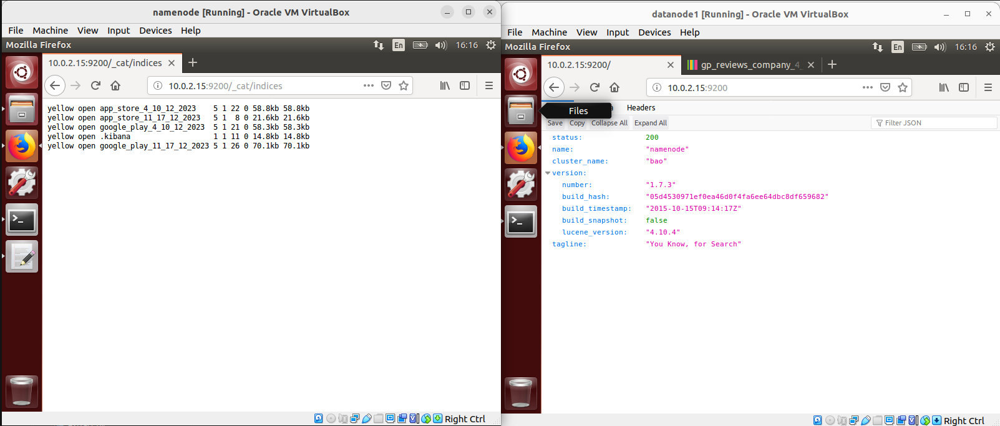 namenode [Running] - Oracle VM VirtualBox
File Machine View Input Devices Help
Mozilla Firefox En 16:16
10.0.2.15:9200/_cat/indices
10.0.2.15:9200/_cat/indices
yellow open app_store_4_10_12_2023 5 1 22 0 58.8kb 58.8kb
yellow open app_store_11_17_12_2023 5 1 8 0 21.6kb 21.6kb
yellow open google_play_4_10_12_2023 5 1 21 0 58.3kb 58.3kb
yellow open .kibana 1 1 11 0 14.8kb 14.8kb
yellow open google_play_11_17_12_2023 5 1 26 0 70.1kb 70.1kb
Right Ctrl
datanode1 [Running] - Oracle VM VirtualBox
File Machine View Input Devices Help
Mozilla Firefox En 16:16
10.0.2.15:9200/ gp_reviews_company_4
10.0.2.15:9200
Files Headers
Save Copy Collapse All Expand All Filter JSON
status: 200
name: "namenode"
cluster_name: "bao"
version:
number: "1.7.3"
build_hash: "05d4530971ef0ea46d0f4fa6ee64dbc8df659682"
build_timestamp: "2015-10-15T09:14:17Z"
build_snapshot: false
lucene_version: "4.10.4"
tagline: "You Know, for Search"
Right Ctrl